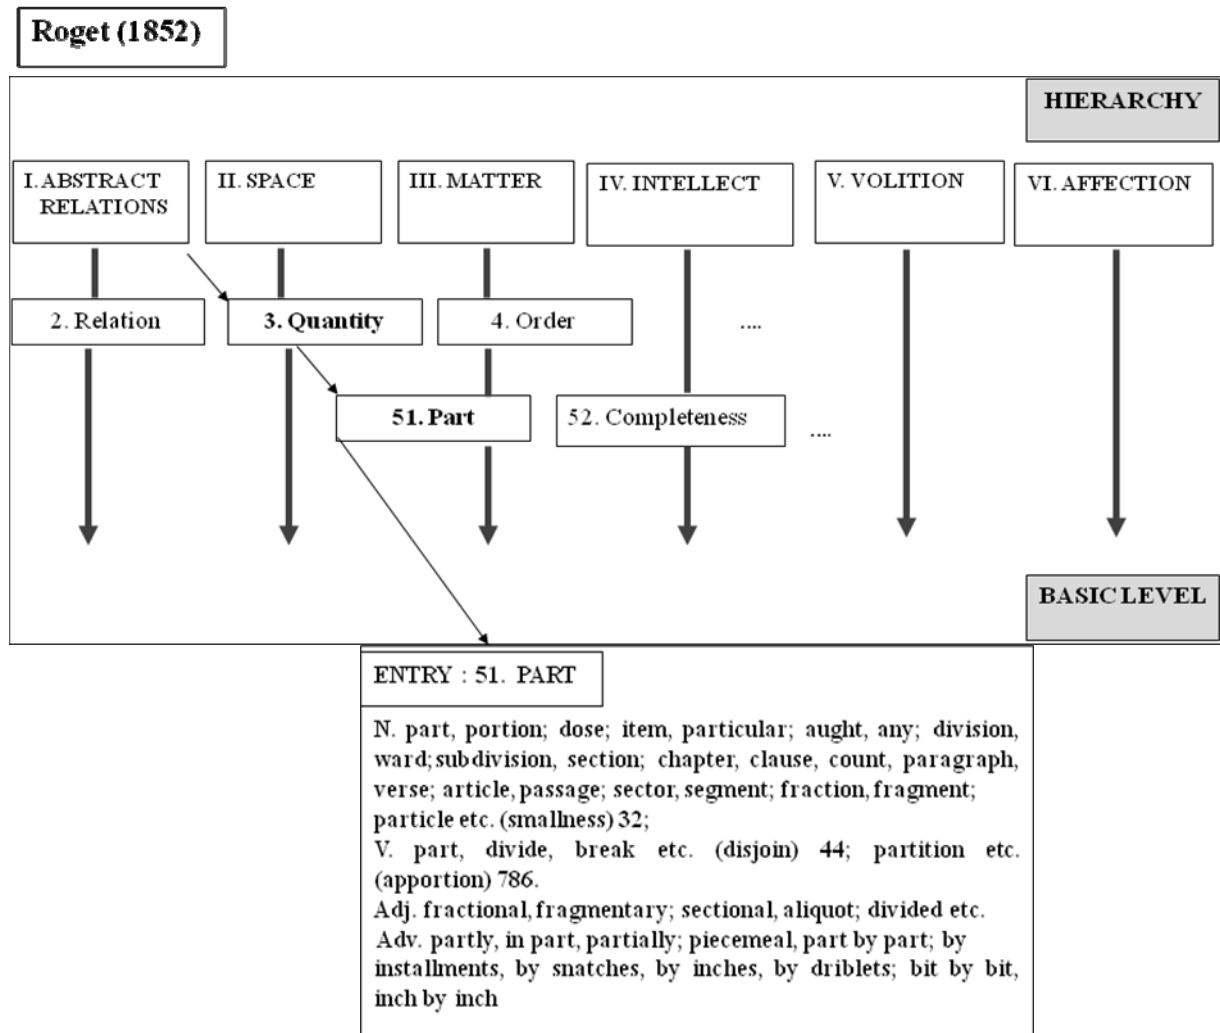 Roget (1852)
HIERARCHY
I. ABSTRACT
RELATIONS
II. SPACE
III. MATTER
IV. INTELLECT
V. VOLITION
VI. AFFECTION
2. Relation
3. Quantity
4. Order
....
51. Part
52. Completeness
....
BASIC LEVEL
ENTRY : 51. PART
N. part, portion; dose; item, particular; aught, any; division,
ward; subdivision, section; chapter, clause, count, paragraph,
verse; article, passage; sector, segment; fraction, fragment;
particle etc. (smallness) 32;
V. part, divide, break etc. (disjoin) 44; partition etc.
(apportion) 786.
Adj. fractional, fragmentary; sectional, aliquot; divided etc.
Adv. partly, in part, partially; piecemeal, part by part; by
installments, by snatches, by inches, by driblets; bit by bit,
inch by inch